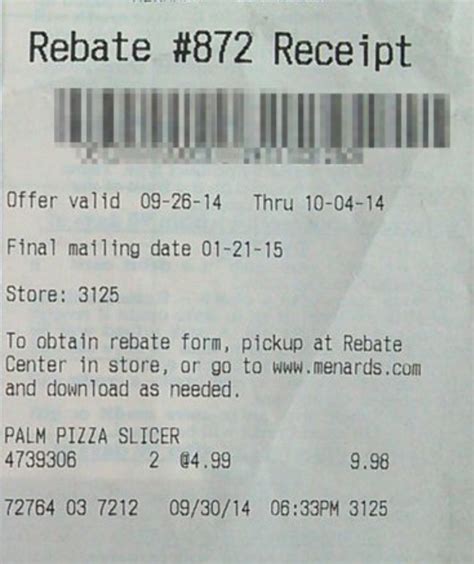 Rebate #872 Receipt
Offer valid 09-26-14 Thru 10-04-14
Final mailing date 01-21-15
Store: 3125
To obtain rebate form, pickup at Rebate
Center in store, or go to www.menards.com
and download as needed.
PALM PIZZA SLICER
4739306 2 @4.99 9.98
72764 03 7212 09/30/14 06:33PM 3125